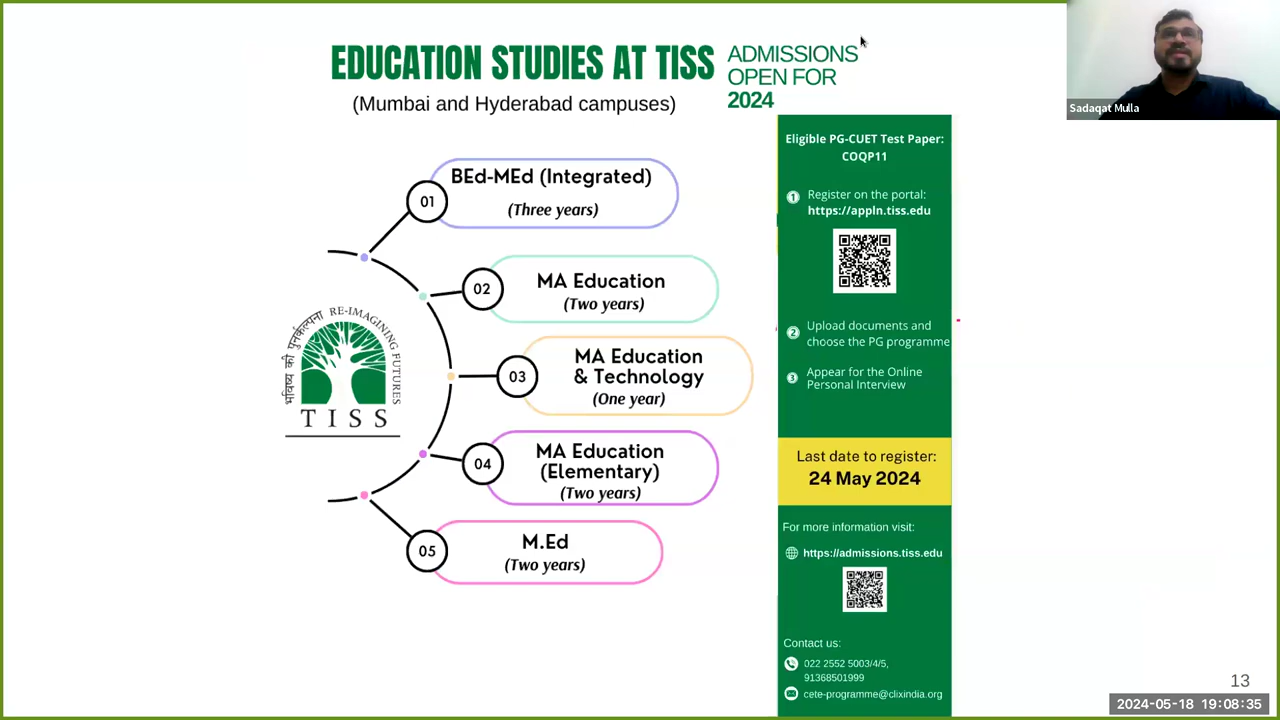 EDUCATION STUDIES AT TISS
(Mumbai and Hyderabad campuses)
ADMISSIONS
OPEN FOR
2024
Sadaqat Mulla
01
BEd-MEd (Integrated)
(Three years)
02
MA Education
(Two years)
03
MA Education
& Technology
(One year)
04
MA Education
(Elementary)
(Two years)
05
M.Ed
(Two years)
भविष्य की पुनर्कल्पना RE-IMAGINING FUTURES
TISS
Eligible PG-CUET Test Paper:
COQP11
1 Register on the portal:
https://appln.tiss.edu
2 Upload documents and
choose the PG programme
3 Appear for the Online
Personal Interview
Last date to register:
24 May 2024
For more information visit:
https://admissions.tiss.edu
Contact us:
022 2552 5003/4/5,
91368501999
cete-programme@clixindia.org
13
2024-05-18 19:08:35